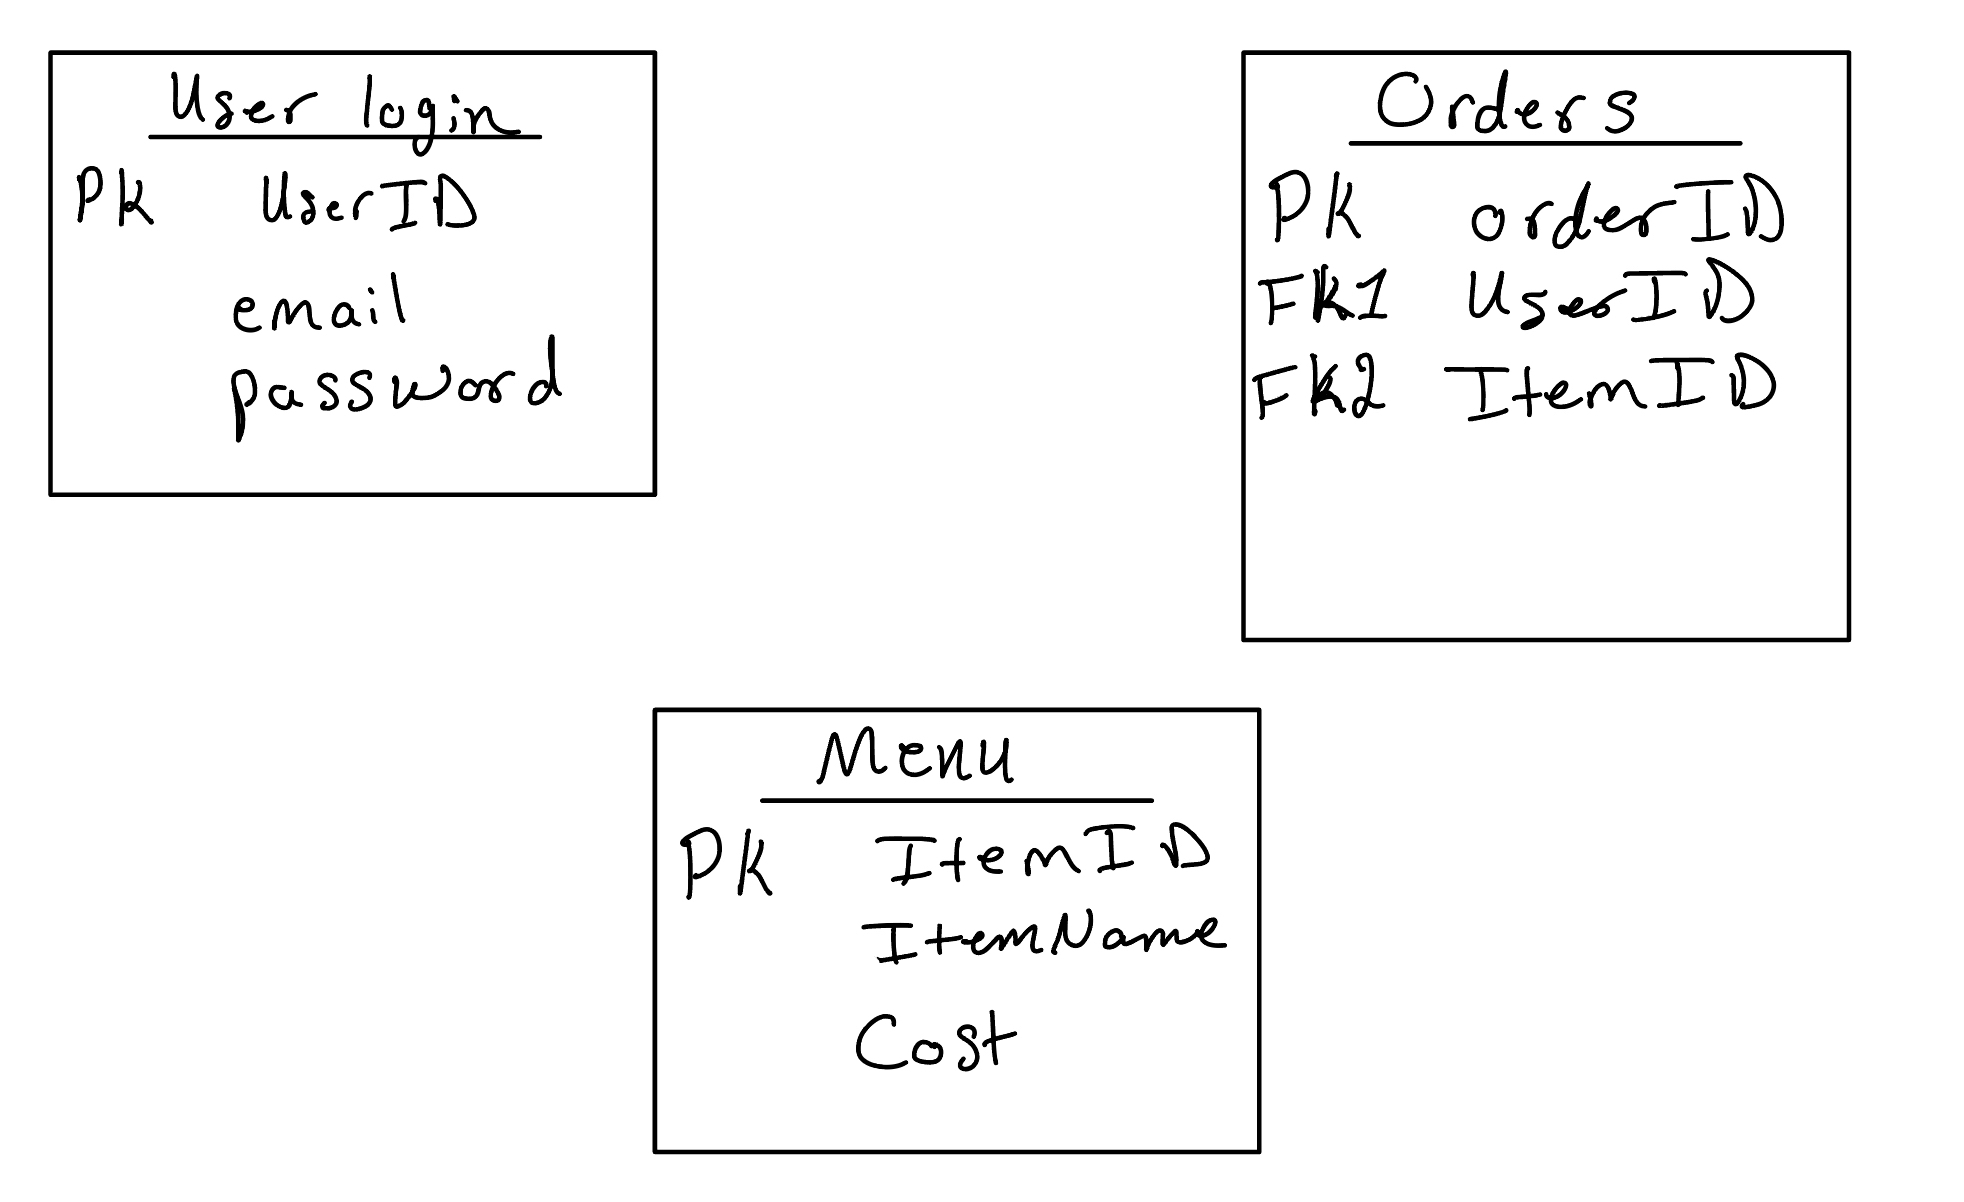 User login
PK UserID
email
password
Orders
PK orderID
FK1 UserID
FK2 ItemID
Menu
PK ItemID
ItemName
Cost